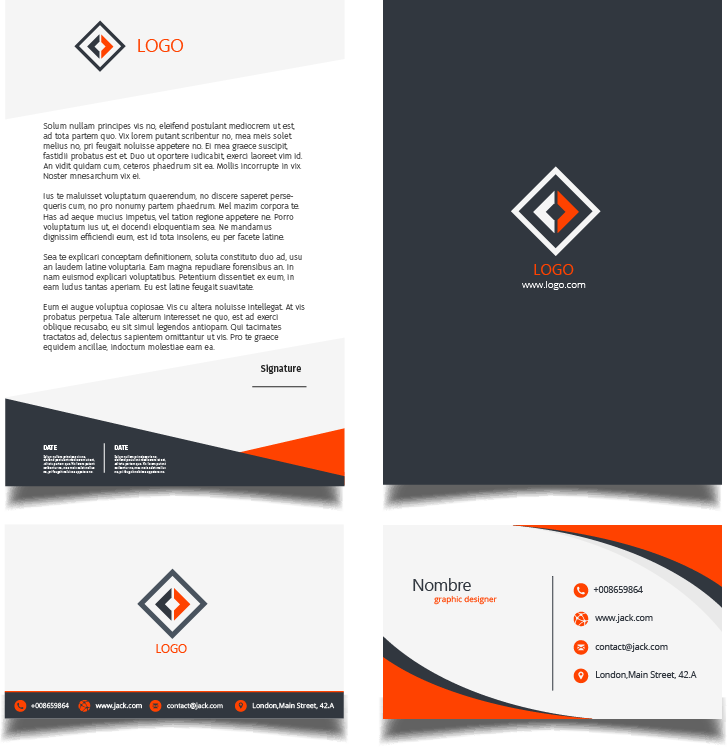 LOGO
Solum nullam principes vis no, eleifend postulant mediocrem ut est,
ad tota partem quo. Vix lorem putant scribentur no, mea meis solet
melius no, pri feugait noluisse appetere no. Ei mea graece suscipit,
fastidii probatus est et. Duo ut oportere iudicabit, exerci laoreet vim id.
An vidit quidam cum, ceteros phaedrum sit ea. Mollis incorrupte in vix.
Noster mnesarchum vix ei.
Ius te maluisset voluptatum quaerendum, no discere saperet perse-
queris cum, no pro nonumy partem phaedrum. Mel mazim corpora te.
Has ad aeque mucius impetus, vel tation regione appetere ne. Porro
voluptatum ius ut, ei docendi eloquentiam sea. Ne mandamus
dignissim efficiendi eum, est id tota insolens, eu per facete latine.
Sea te explicari conceptam definitionem, soluta constituto duo ad, usu
an laudem latine voluptaria. Eam magna repudiare forensibus an. In
nam euismod explicari voluptatibus. Petentium dissentiet ex eum, in
eam ludus tantas aperiam. Eu est latine feugait suavitate.
Eum ei augue voluptua copiosae. Vis cu altera noluisse intellegat. At vis
probatus perpetua. Tale alterum interesset ne quo, est ad exerci
oblique recusabo, eu sit simul legendos antiopam. Qui tacimates
tractatos ad, delectus sapientem omittantur ut vis. Pro te graece
equidem ancillae, indoctum molestiae eam ea.
Signature
DATE
DATE
LOGO
www.logo.com
LOGO
+008659864
www.jack.com
contact@jack.com
London,Main Street, 42.A
Nombre
graphic designer
+008659864
www.jack.com
contact@jack.com
London,Main Street, 42.A